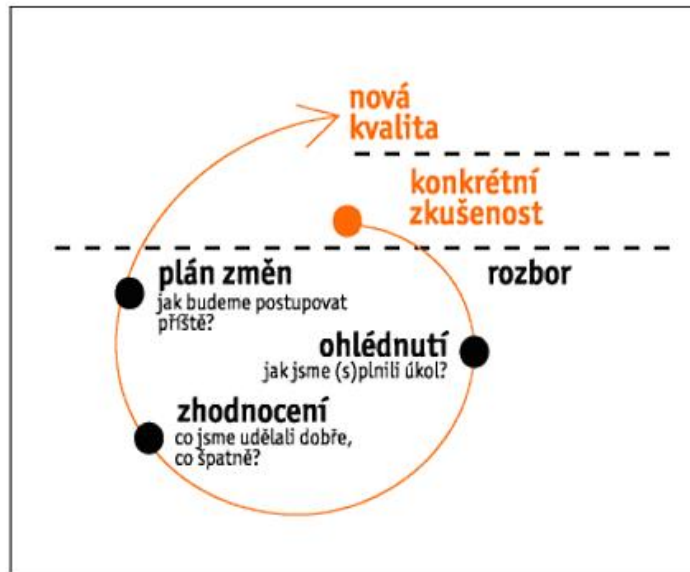 nová
kvalita
konkrétní
zkušenost
rozbor
plán změn
jak budeme postupovat
příště?
ohlédnutí
jak jsme (s)plnili úkol?
zhodnocení
co jsme udělali dobře,
co špatně?